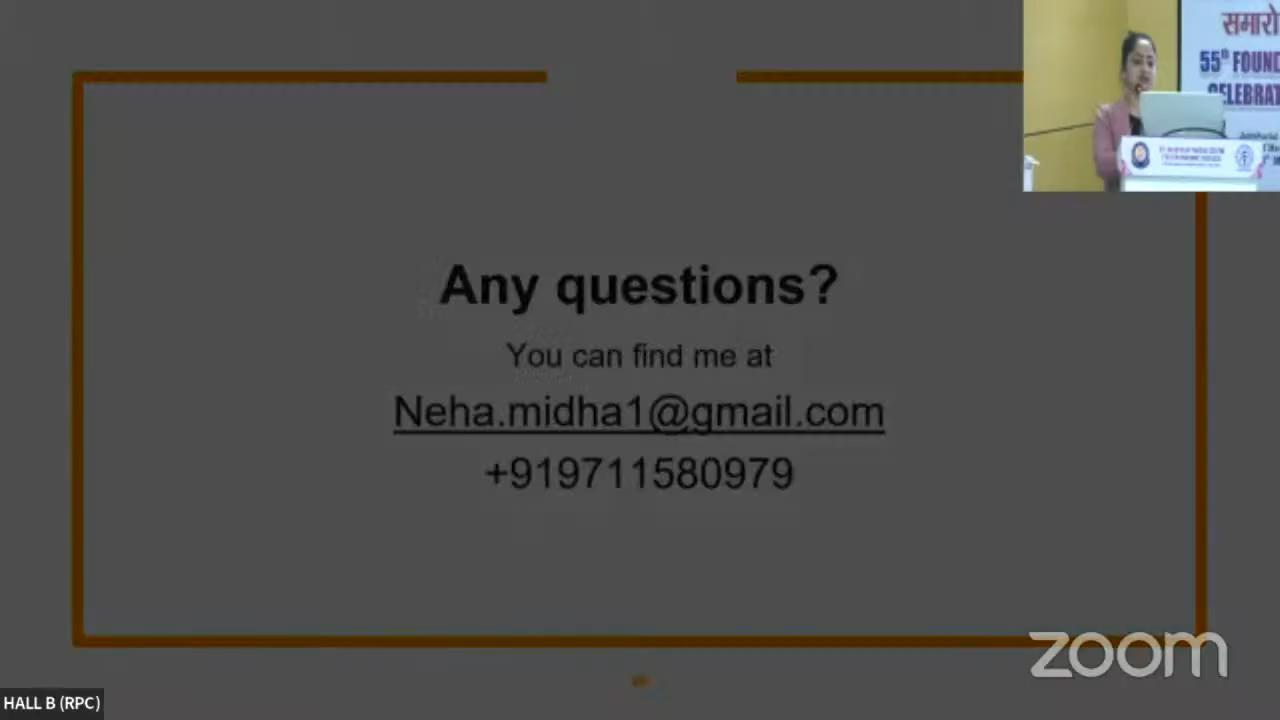 समारो
55th FOUND
CELEBRAT
Any questions?
You can find me at
Neha.midha1@gmail.com
+919711580979
zoom
HALL B (RPC)